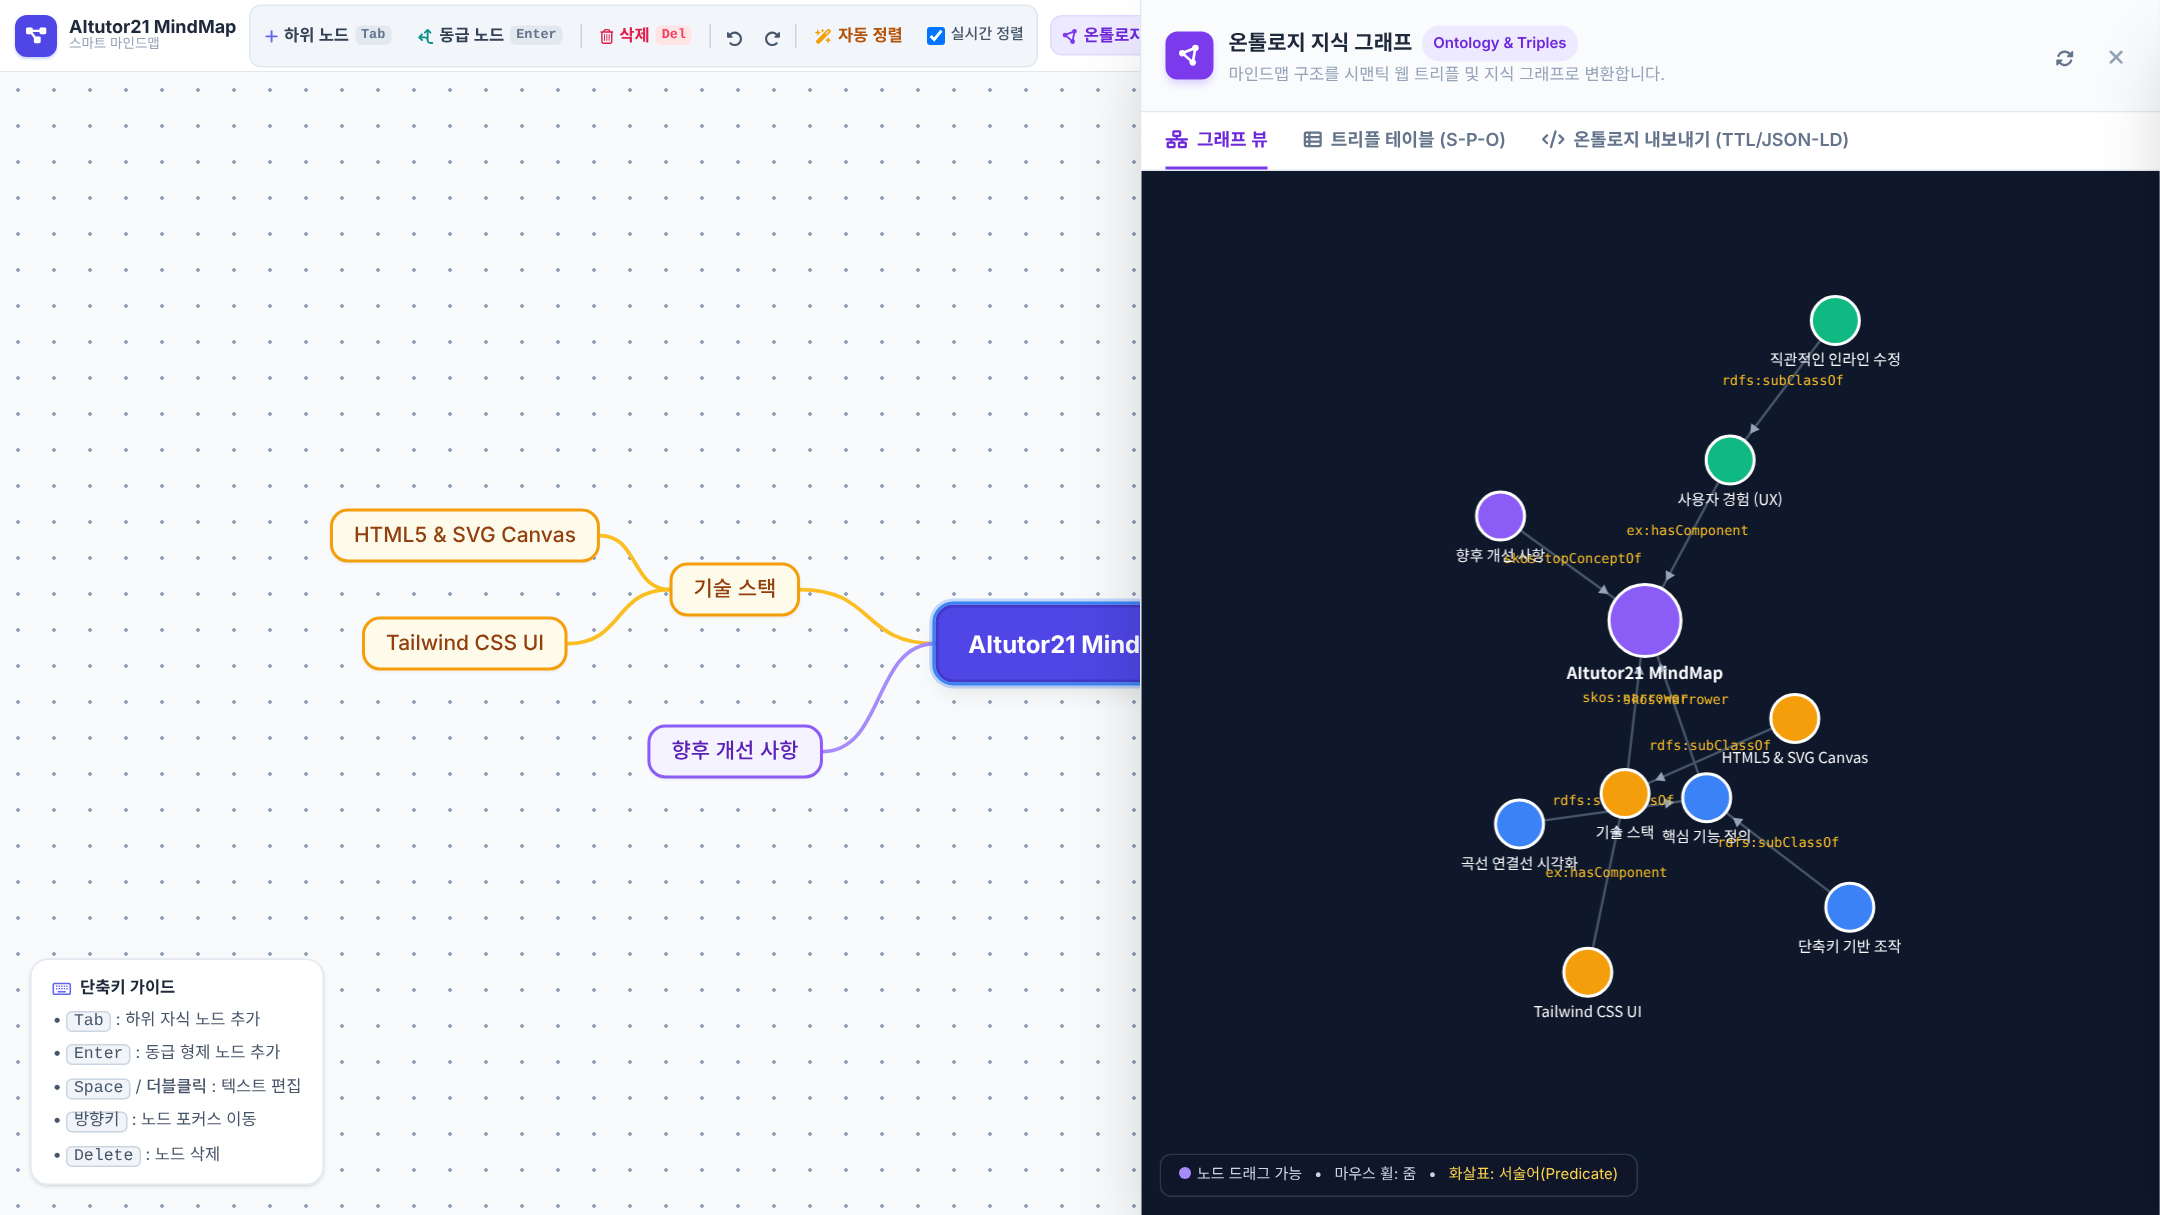 AItutor21 MindMap
스마트 마인드맵
하위 노드 Tab
동급 노드 Enter
삭제 Del
자동 정렬
실시간 정렬
온톨로지
온톨로지 지식 그래프 Ontology & Triples
마인드맵 구조를 시맨틱 웹 트리플 및 지식 그래프로 변환합니다.
그래프 뷰
트리플 테이블 (S-P-O)
온톨로지 내보내기 (TTL/JSON-LD)
HTML5 & SVG Canvas
기술 스택
Tailwind CSS UI
AItutor21 Mind
향후 개선 사항
단축키 가이드
• Tab : 하위 자식 노드 추가
• Enter : 동급 형제 노드 추가
• Space / 더블클릭 : 텍스트 편집
• 방향키 : 노드 포커스 이동
• Delete : 노드 삭제
직관적인 인라인 수정
rdfs:subClassOf
사용자 경험 (UX)
ex:hasComponent
향후 개선 사항
skos:topConceptOf
AItutor21 MindMap
skos:narrower
skos:narrower
rdfs:subClassOf
HTML5 & SVG Canvas
기술 스택
핵심 기능 정의
rdfs:subClassOf
곡선 연결선 시각화
ex:hasComponent
단축키 기반 조작
Tailwind CSS UI
노드 드래그 가능 • 마우스 휠: 줌 • 화살표: 서술어(Predicate)